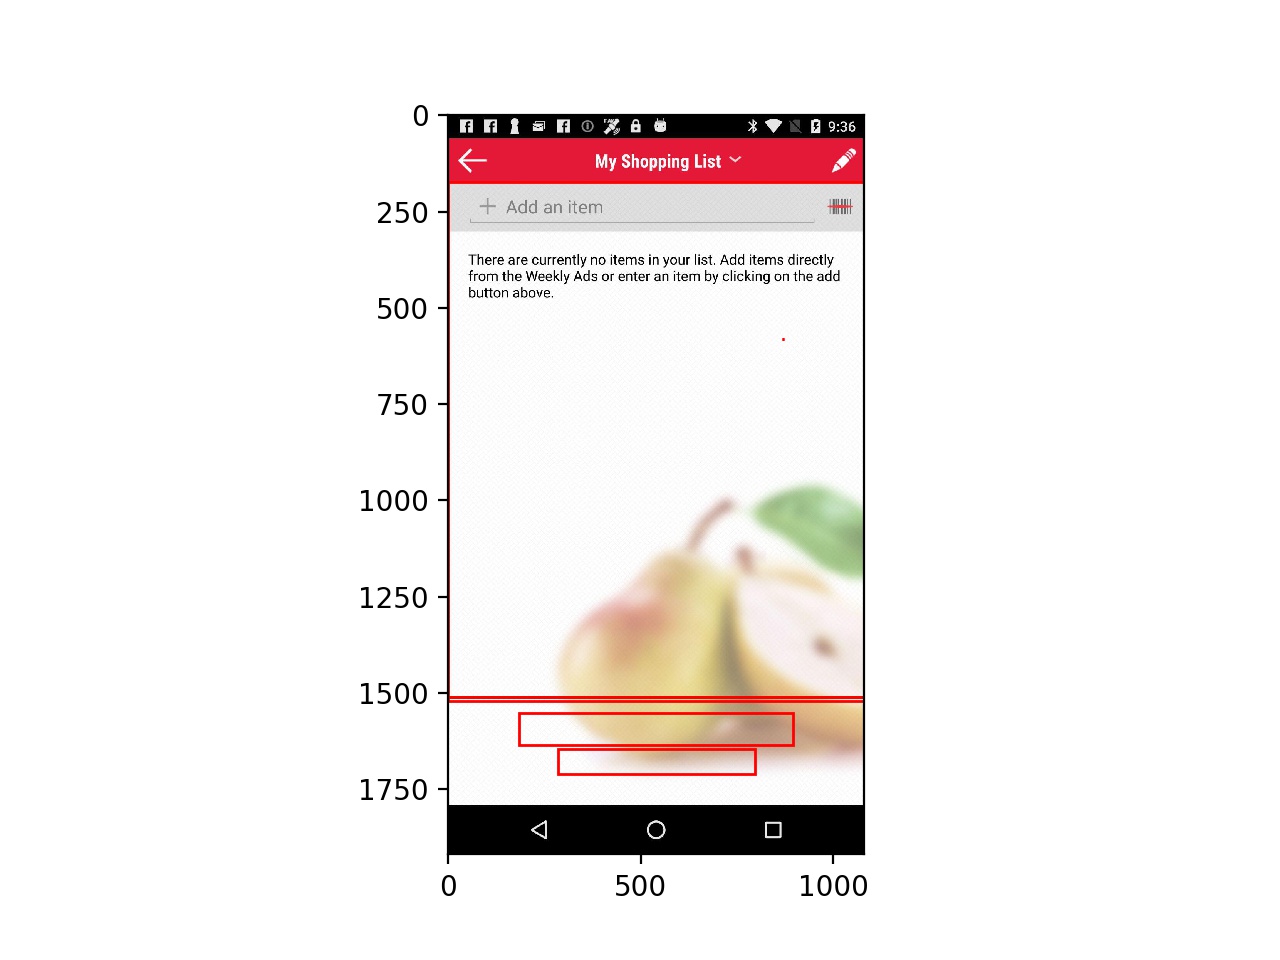 9:36
My Shopping List
Add an item
There are currently no items in your list. Add items directly
from the Weekly Ads or enter an item by clicking on the add
button above.
0
250
500
750
1000
1250
1500
1750
0
500
1000